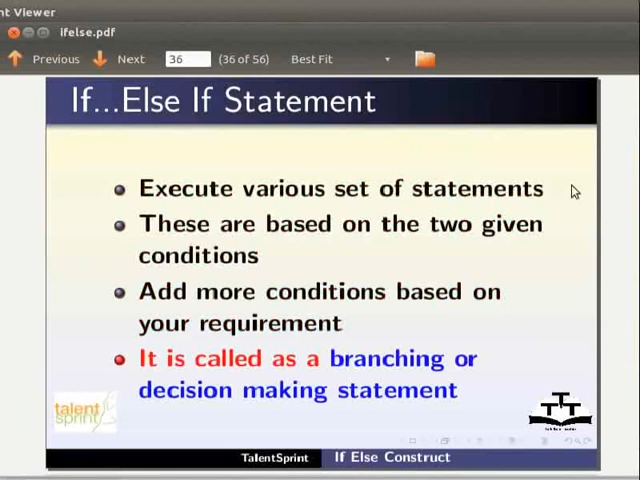 nt Viewer
ifelse.pdf
Previous Next 36 (36 of 56) Best Fit
If...Else If Statement
Execute various set of statements
These are based on the two given
conditions
Add more conditions based on
your requirement
It is called as a branching or
decision making statement
talent
sprint
TalentSprint If Else Construct